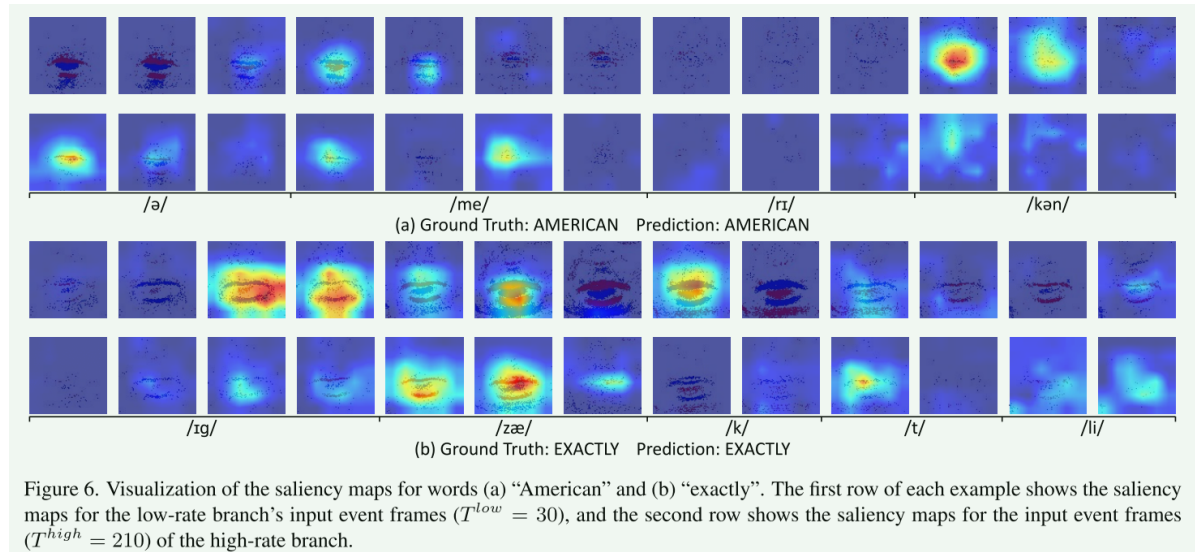 /ə/ /me/ /rɪ/ /kən/
(a) Ground Truth: AMERICAN Prediction: AMERICAN
/ɪg/ /zæ/ /k/ /t/ /li/
(b) Ground Truth: EXACTLY Prediction: EXACTLY
Figure 6. Visualization of the saliency maps for words (a) “American” and (b) “exactly”. The first row of each example shows the saliency
maps for the low-rate branch’s input event frames (T^low = 30), and the second row shows the saliency maps for the input event frames
(T^high = 210) of the high-rate branch.